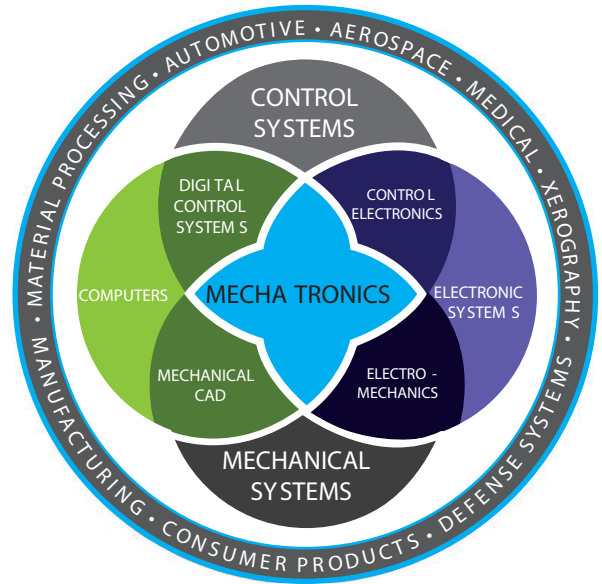 MANUFACTURING • MATERIAL PROCESSING • AUTOMOTIVE • AEROSPACE • MEDICAL • XEROGRAPHY • DEFENSE SYSTEMS • CONSUMER PRODUCTS •
CONTROL
SYSTEMS
DIGI TAL
CONTROL
SYSTEM S
CONTRO L
ELECTRONICS
COMPUTERS
MECHA TRONICS
ELECTRONIC
SYSTEM S
MECHANICAL
CAD
ELECTRO -
MECHANICS
MECHANICAL
SYSTEMS